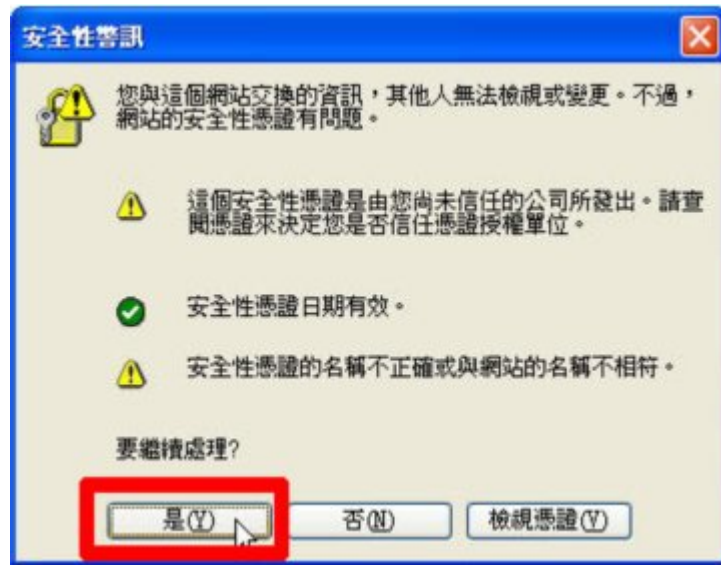 安全性警訊
您與這個網站交換的資訊，其他人無法檢視或變更。不過，
網站的安全性憑證有問題。
這個安全性憑證是由您尚未信任的公司所發出。請查
閱憑證來決定您是否信任憑證授權單位。
安全性憑證日期有效。
安全性憑證的名稱不正確或與網站的名稱不相符。
要繼續處理?
是(Y) 否(N) 檢視憑證(V)